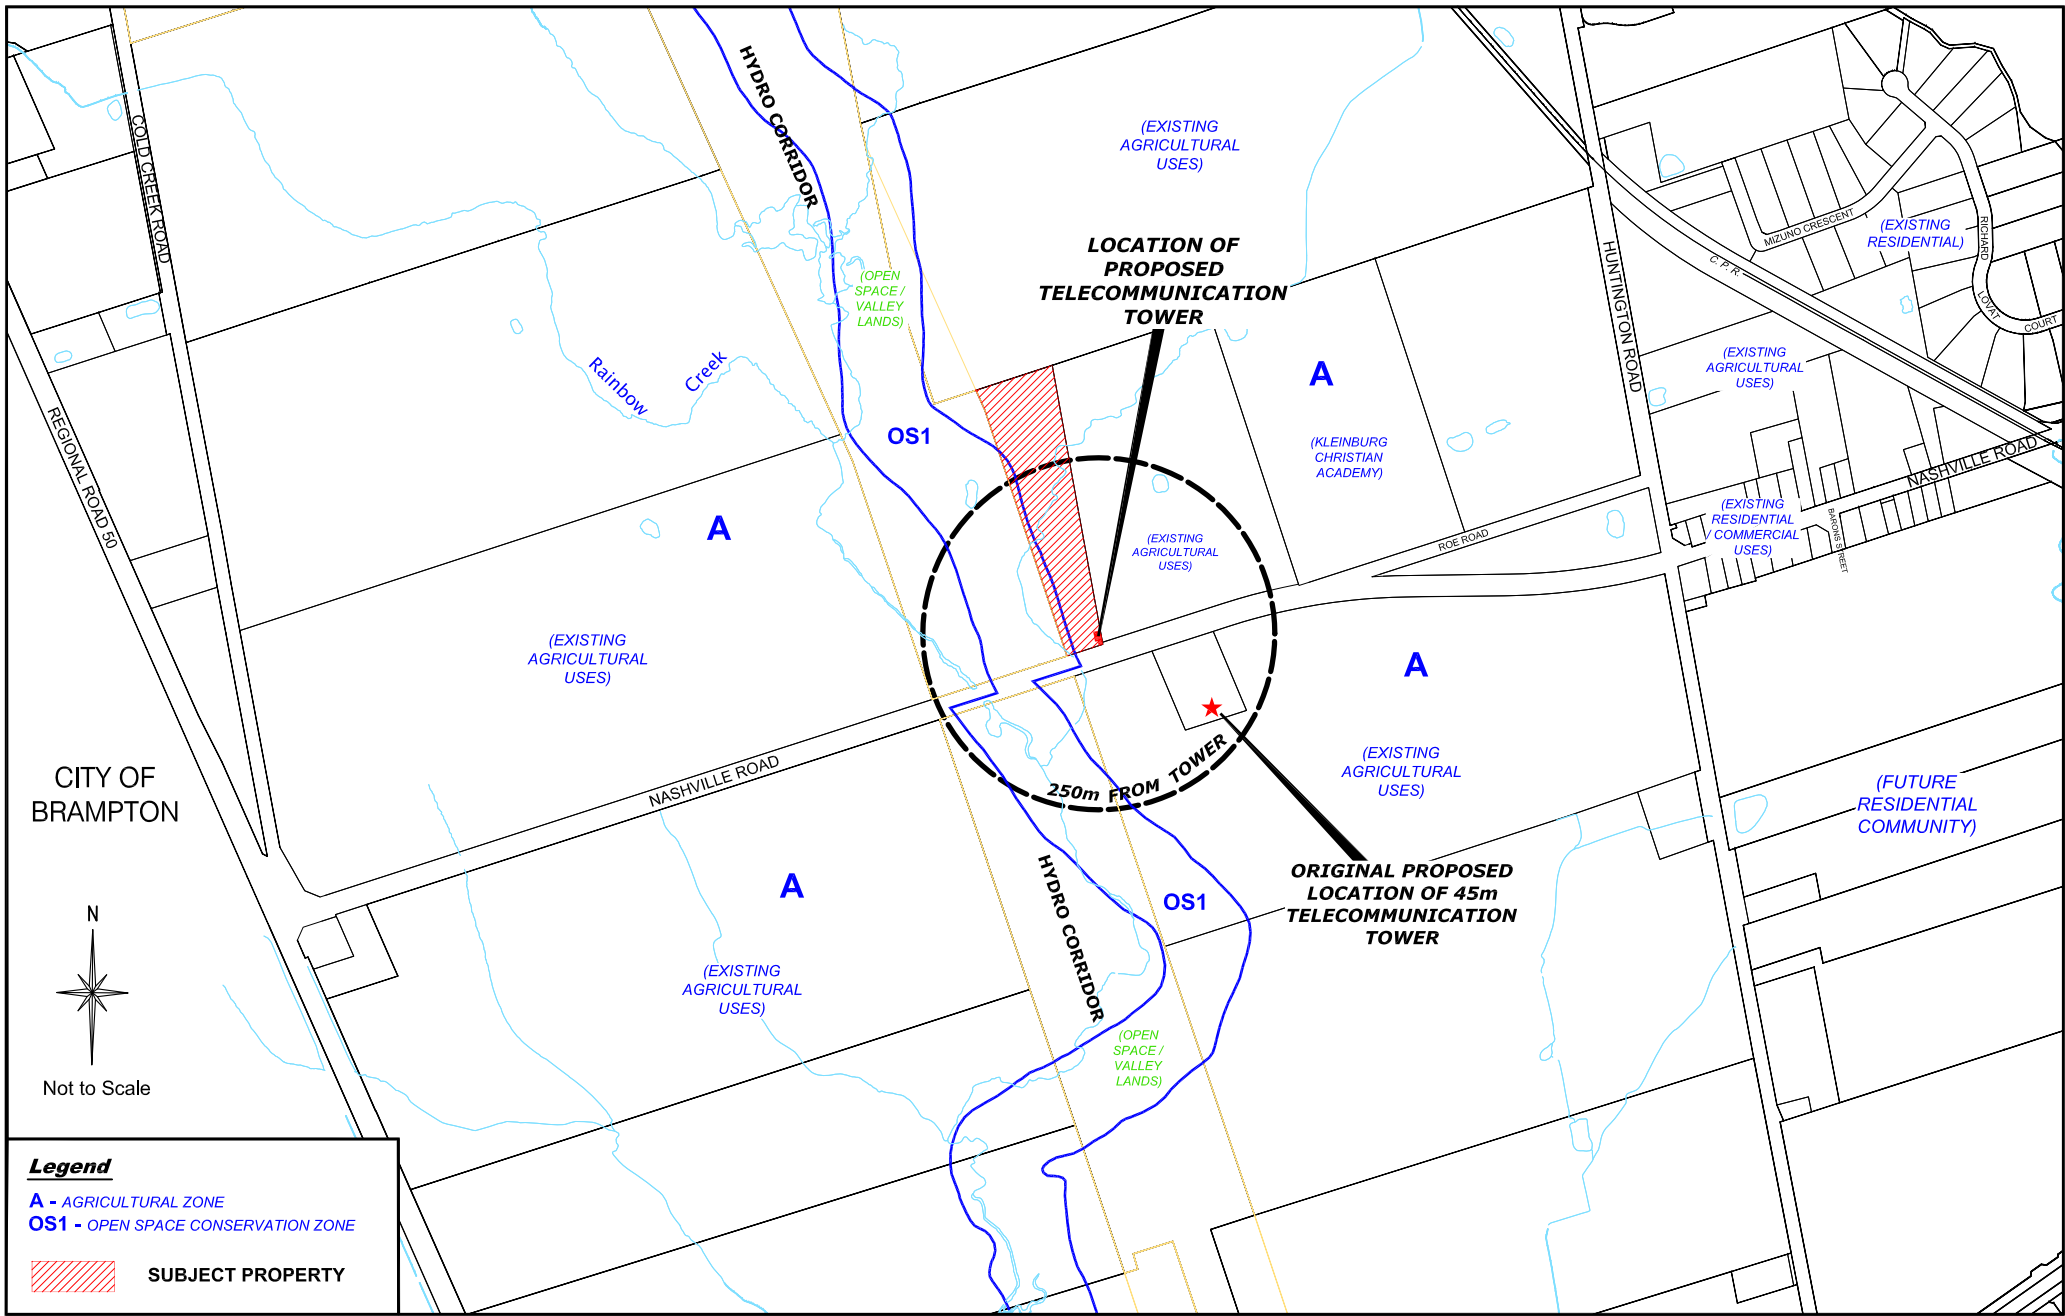 HYDRO CORRIDOR
COLD CREEK ROAD
(EXISTING
AGRICULTURAL
USES)
MIZUNO CRESCENT
(EXISTING
RESIDENTIAL)
RICHARD
LOVAT
COURT
C. P. R.
HUNTINGTON ROAD
LOCATION OF
PROPOSED
TELECOMMUNICATION
TOWER
(OPEN
SPACE /
VALLEY
LANDS)
Rainbow
Creek
A
(EXISTING
AGRICULTURAL
USES)
OS1
(KLEINBURG
CHRISTIAN
ACADEMY)
REGIONAL ROAD 50
NASHVILLE ROAD
A
(EXISTING
AGRICULTURAL
USES)
ROE ROAD
(EXISTING
RESIDENTIAL
/ COMMERCIAL
USES)
BARONS STREET
(EXISTING
AGRICULTURAL
USES)
A
(EXISTING
AGRICULTURAL
USES)
250m FROM TOWER
NASHVILLE ROAD
CITY OF
BRAMPTON
(FUTURE
RESIDENTIAL
COMMUNITY)
A
HYDRO CORRIDOR
OS1
ORIGINAL PROPOSED
LOCATION OF 45m
TELECOMMUNICATION
TOWER
(EXISTING
AGRICULTURAL
USES)
(OPEN
SPACE /
VALLEY
LANDS)
N
Not to Scale
Legend
A - AGRICULTURAL ZONE
OS1 - OPEN SPACE CONSERVATION ZONE
SUBJECT PROPERTY